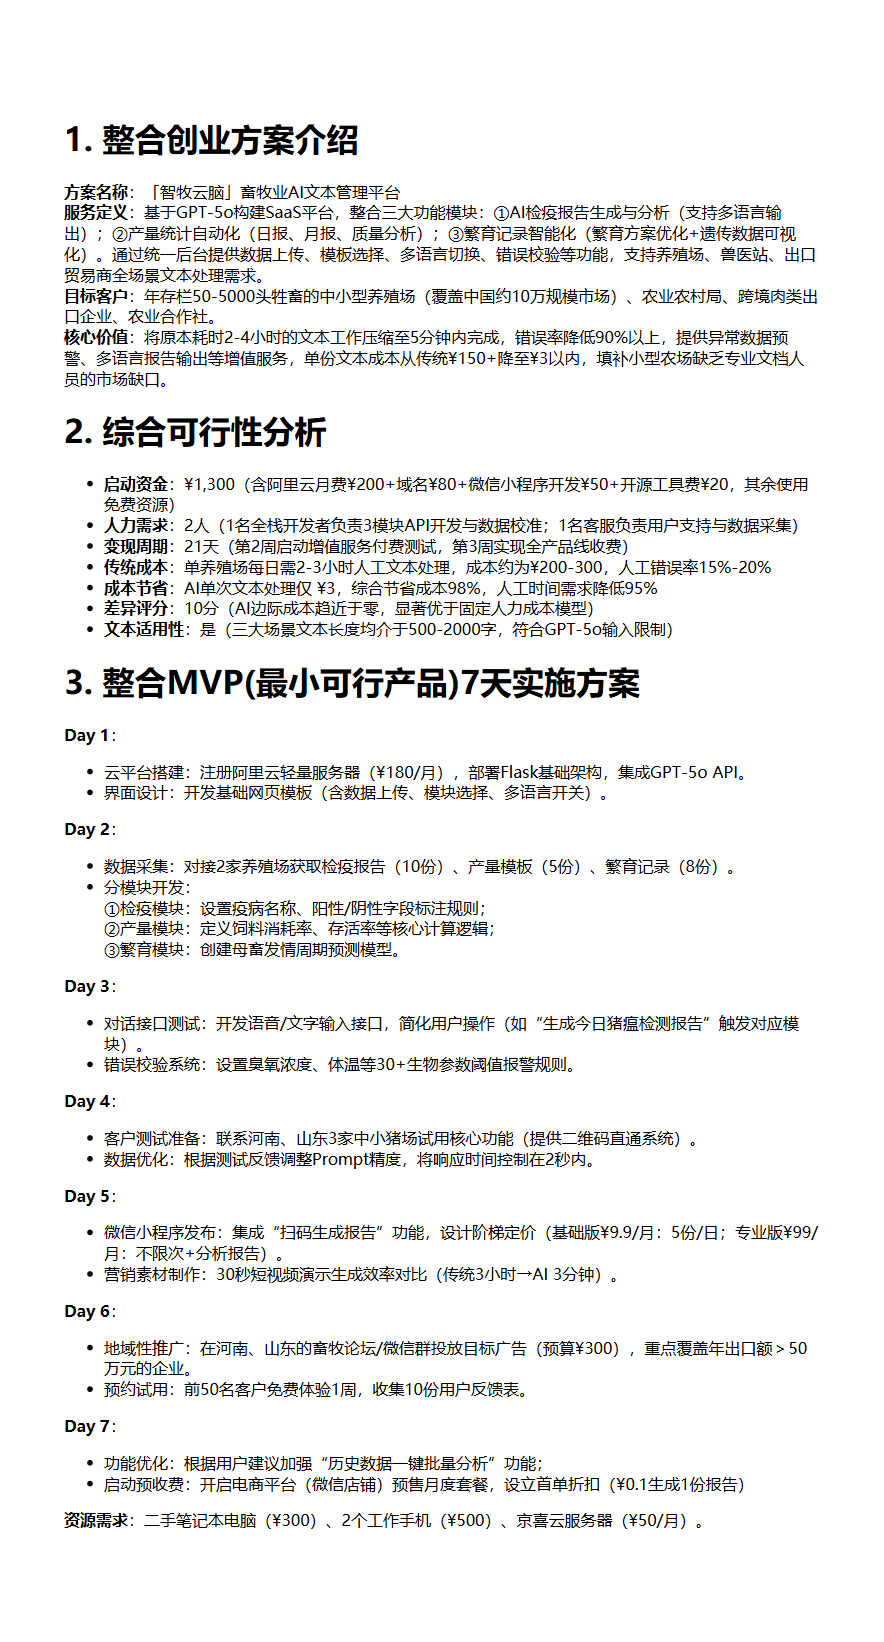 1. 整合创业方案介绍
方案名称：「智牧云脑」畜牧业AI文本管理平台
服务定义：基于GPT-5o构建SaaS平台，整合三大功能模块：①AI检疫报告生成与分析（支持多语言输
出）；②产量统计自动化（日报、月报、质量分析）；③繁育记录智能化（繁育方案优化+遗传数据可视
化）。通过统一后台提供数据上传、模板选择、多语言切换、错误校验等功能，支持养殖场、兽医站、出口
贸易商全场景文本处理需求。
目标客户：年存栏50-5000头牲畜的中小型养殖场（覆盖中国约10万规模市场）、农业农村局、跨境肉类出
口企业、农业合作社。
核心价值：将原本耗时2-4小时的文本工作压缩至5分钟内完成，错误率降低90%以上，提供异常数据预
警、多语言报告输出等增值服务，单份文本成本从传统¥150+降至¥3以内，填补小型农场缺乏专业文档人
员的市场缺口。
2. 综合可行性分析
• 启动资金：¥1,300（含阿里云月费¥200+域名¥80+微信小程序开发¥50+开源工具费¥20，其余使用
免费资源）
• 人力需求：2人（1名全栈开发者负责3模块API开发与数据校准；1名客服负责用户支持与数据采集）
• 变现周期：21天（第2周启动增值服务付费测试，第3周实现全产品线收费）
• 传统成本：单养殖场每日需2-3小时人工文本处理，成本约为¥200-300，人工错误率15%-20%
• 成本节省：AI单次文本处理仅 ¥3，综合节省成本98%，人工时间需求降低95%
• 差异评分：10分（AI边际成本趋近于零，显著优于固定人力成本模型）
• 文本适用性：是（三大场景文本长度均介于500-2000字，符合GPT-5o输入限制）
3. 整合MVP(最小可行产品)7天实施方案
Day 1：
• 云平台搭建：注册阿里云轻量服务器（¥180/月），部署Flask基础架构，集成GPT-5o API。
• 界面设计：开发基础网页模板（含数据上传、模块选择、多语言开关）。
Day 2：
• 数据采集：对接2家养殖场获取检疫报告（10份）、产量模板（5份）、繁育记录（8份）。
• 分模块开发：
①检疫模块：设置疫病名称、阳性/阴性字段标注规则；
②产量模块：定义饲料消耗率、存活率等核心计算逻辑；
③繁育模块：创建母畜发情周期预测模型。
Day 3：
• 对话接口测试：开发语音/文字输入接口，简化用户操作（如“生成今日猪瘟检测报告”触发对应模
块）。
• 错误校验系统：设置臭氧浓度、体温等30+生物参数阈值报警规则。
Day 4：
• 客户测试准备：联系河南、山东3家中小猪场试用核心功能（提供二维码直通系统）。
• 数据优化：根据测试反馈调整Prompt精度，将响应时间控制在2秒内。
Day 5：
• 微信小程序发布：集成“扫码生成报告”功能，设计阶梯定价（基础版¥9.9/月：5份/日；专业版¥99/
月：不限次+分析报告）。
• 营销素材制作：30秒短视频演示生成效率对比（传统3小时→AI 3分钟）。
Day 6：
• 地域性推广：在河南、山东的畜牧论坛/微信群投放目标广告（预算¥300），重点覆盖年出口额＞50
万元的企业。
• 预约试用：前50名客户免费体验1周，收集10份用户反馈表。
Day 7：
• 功能优化：根据用户建议加强“历史数据一键批量分析”功能；
• 启动预收费：开启电商平台（微信店铺）预售月度套餐，设立首单折扣（¥0.1生成1份报告）
资源需求：二手笔记本电脑（¥300）、2个工作手机（¥500）、京喜云服务器（¥50/月）。